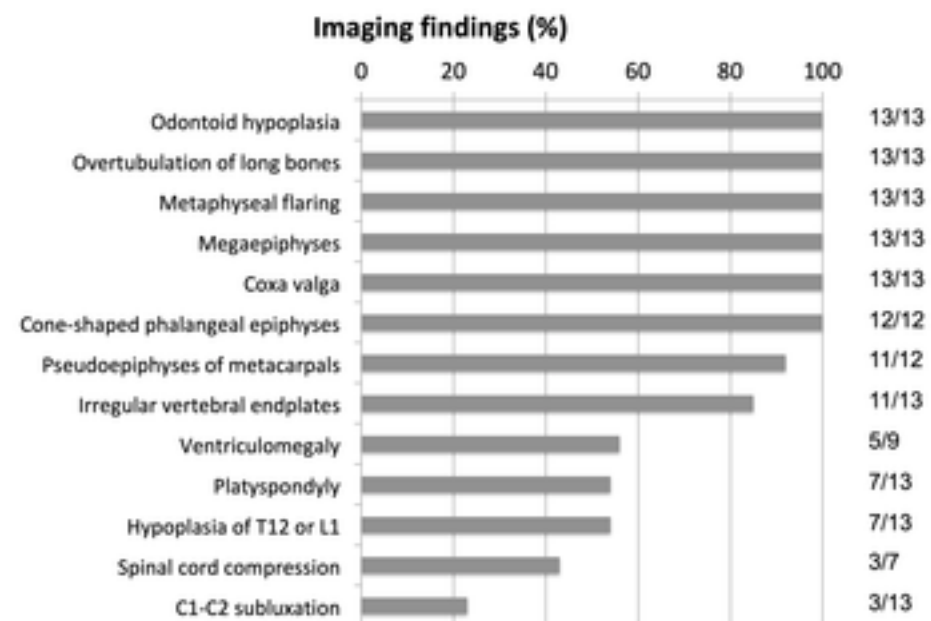 Imaging findings (%)
0 20 40 60 80 100
Odontoid hypoplasia 13/13
Overtubulation of long bones 13/13
Metaphyseal flaring 13/13
Megaepiphyses 13/13
Coxa valga 13/13
Cone-shaped phalangeal epiphyses 12/12
Pseudoepiphyses of metacarpals 11/12
Irregular vertebral endplates 11/13
Ventriculomegaly 5/9
Platyspondyly 7/13
Hypoplasia of T12 or L1 7/13
Spinal cord compression 3/7
C1-C2 subluxation 3/13